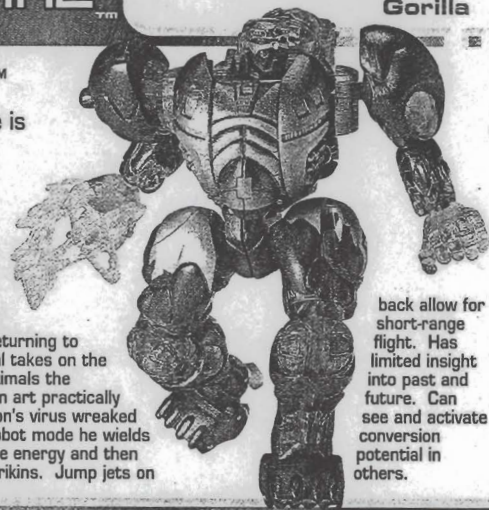 TM
Gorilla
is
eturning to
takes on the
imals the
n art practically
on's virus wreaked
obot mode he wields
e energy and then
rikins. Jump jets on
back allow for
short-range
flight. Has
limited insight
into past and
future. Can
see and activate
conversion
potential in
others.